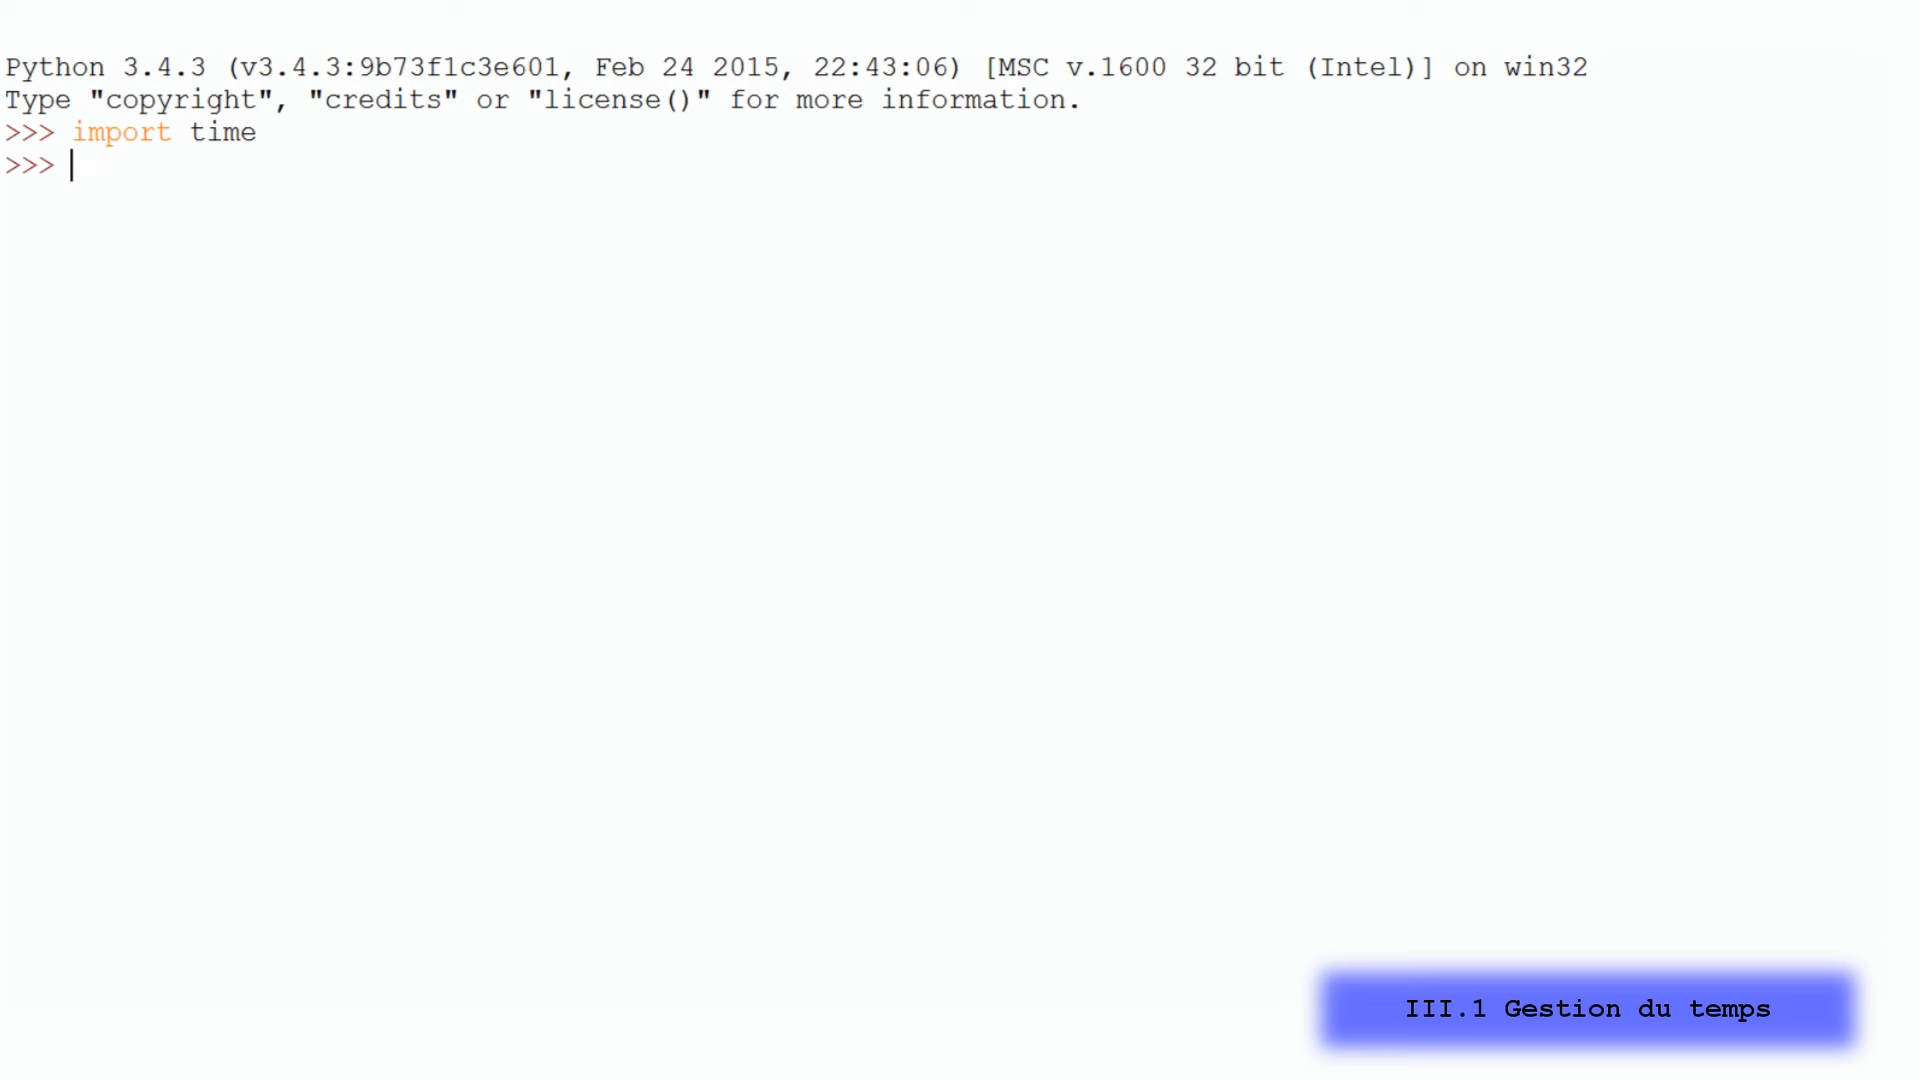 Python 3.4.3 (v3.4.3:9b73f1c3e601, Feb 24 2015, 22:43:06) [MSC v.1600 32 bit (Intel)] on win32
Type "copyright", "credits" or "license()" for more information.
>>> import time
>>>
III.1 Gestion du temps